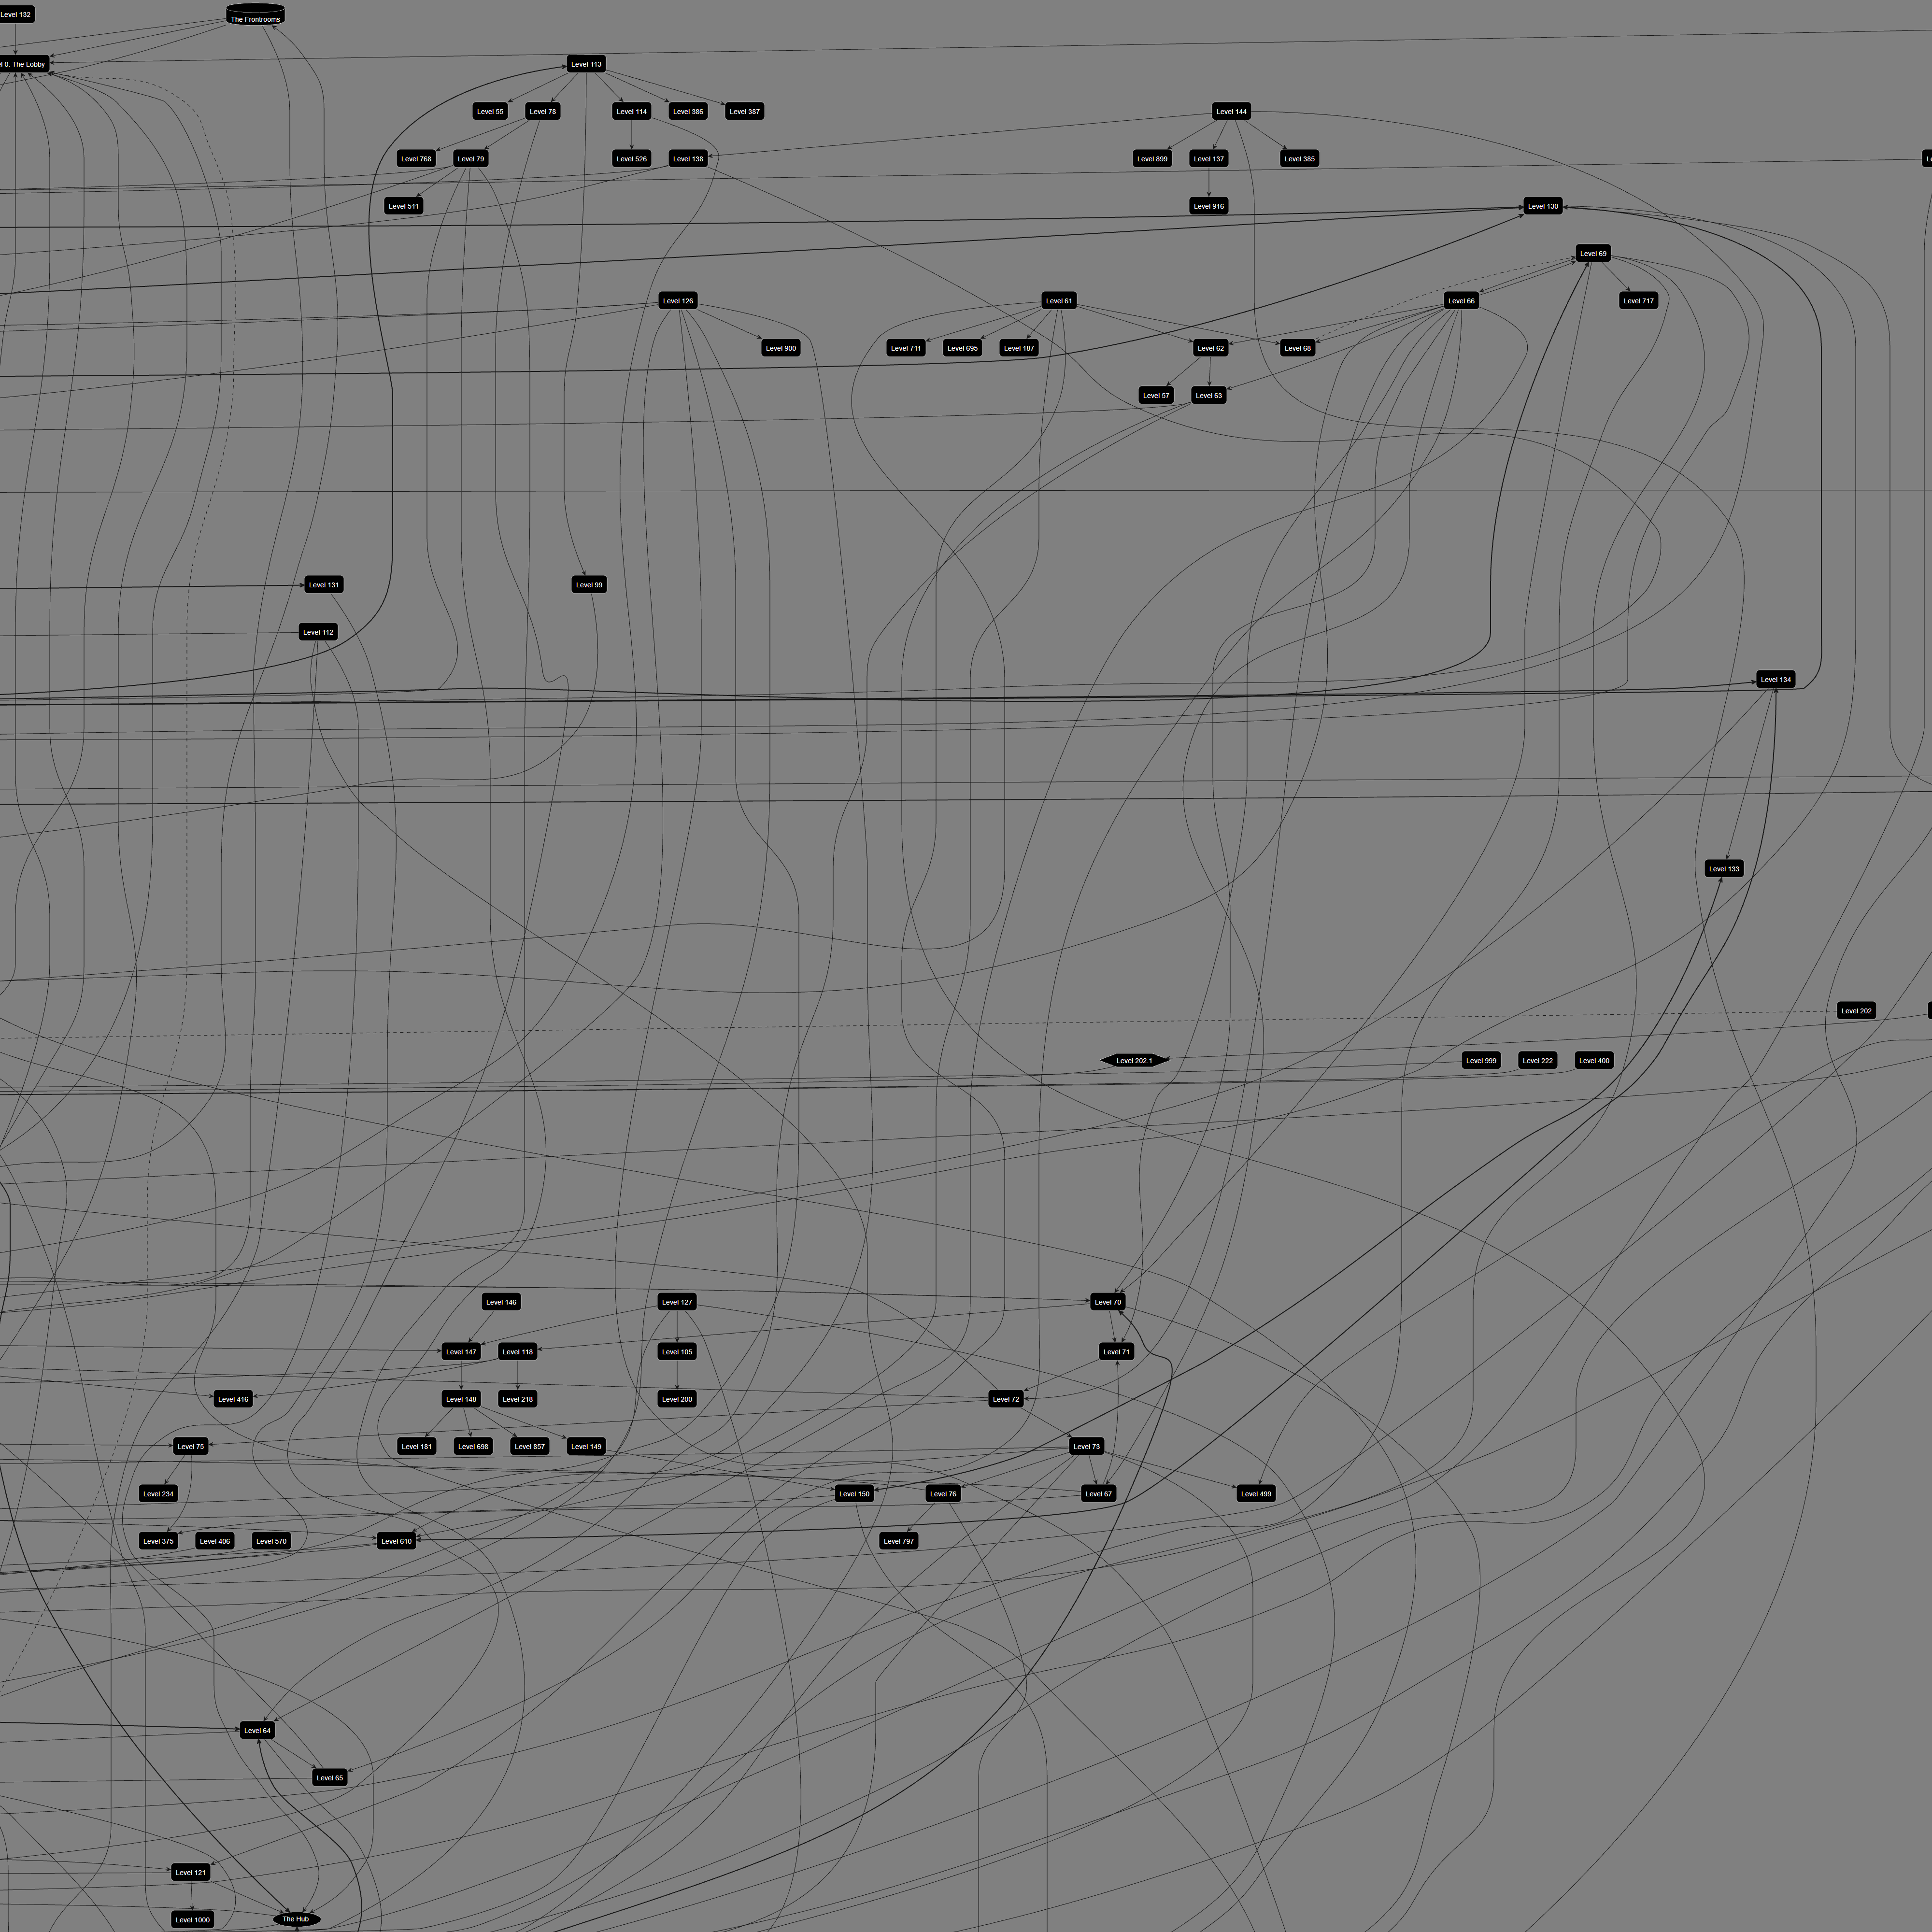 Level 132
The Frontrooms
l 0: The Lobby
Level 113
Level 55
Level 78
Level 114
Level 386
Level 387
Level 144
Level 768
Level 79
Level 526
Level 138
Level 899
Level 137
Level 385
Level 511
Level 916
Level 130
Level 69
Level 126
Level 61
Level 66
Level 717
Level 900
Level 711
Level 695
Level 187
Level 62
Level 68
Level 57
Level 63
Level 131
Level 99
Level 112
Level 134
Level 133
Level 202
Level 202.1
Level 999
Level 222
Level 400
Level 146
Level 127
Level 70
Level 147
Level 118
Level 105
Level 71
Level 416
Level 148
Level 218
Level 200
Level 72
Level 75
Level 181
Level 698
Level 857
Level 149
Level 73
Level 234
Level 150
Level 76
Level 67
Level 499
Level 375
Level 406
Level 570
Level 610
Level 797
Level 64
Level 65
Level 121
Level 1000
The Hub